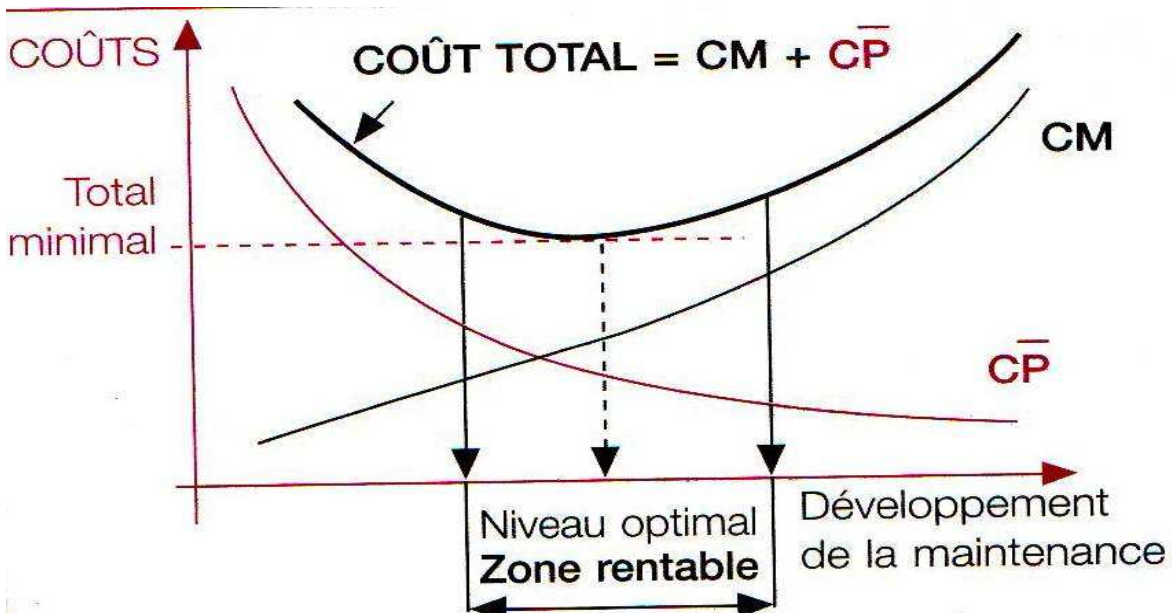 COÛTS
COÛT TOTAL = CM + CP̅
CM
Total
minimal
CP̅
Niveau optimal
Zone rentable
Développement
de la maintenance